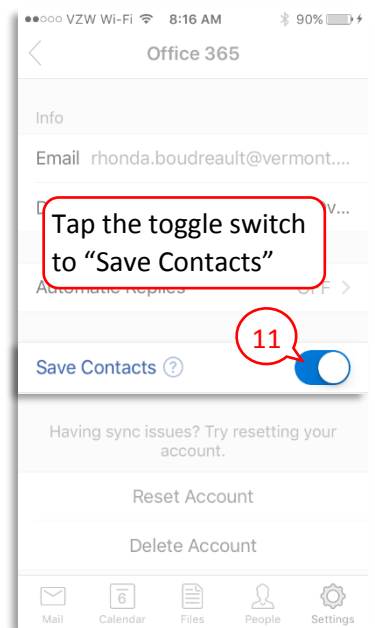 VZW Wi-Fi 8:16 AM 90%
Office 365
Info
Email rhonda.boudreault@vermont....
Tap the toggle switch
to “Save Contacts”
Automatic Replies OFF >
11
Save Contacts ?
Having sync issues? Try resetting your
account.
Reset Account
Delete Account
6
Mail Calendar Files People Settings